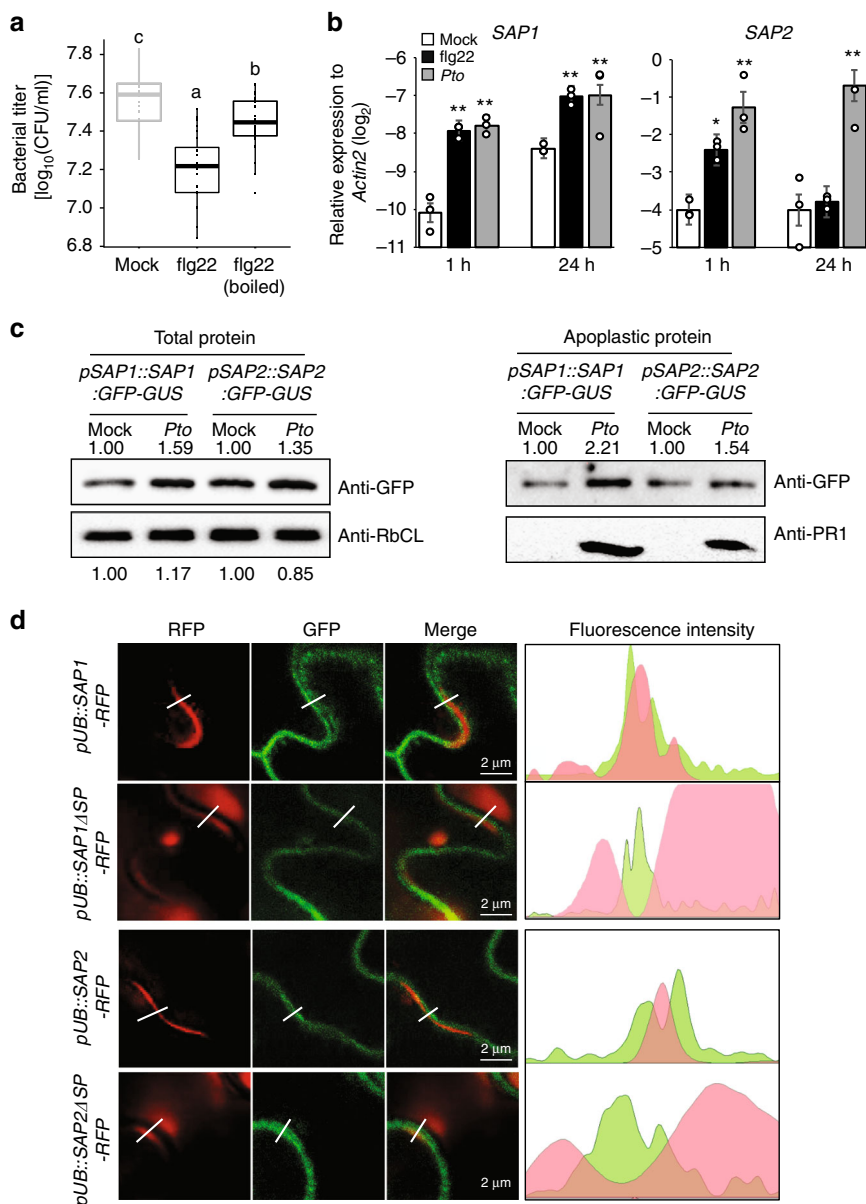 a
7.8
7.6
7.2
6.8
Bacterial titer
[log10(CFU/ml)]
c
a
b
Mock
flg22
flg22
(boiled)
b
SAP1
SAP2
Mock
flg22
Pto
Relative expression to
Actin2 (log2)
–6
–7
–8
–9
–10
–11
** **
** **
1 h
24 h
0
–1
–2
–3
–4
–5
*
**
**
1 h
24 h
c
Total protein
pSAP1::SAP1
:GFP-GUS
pSAP2::SAP2
:GFP-GUS
Mock Pto Mock Pto
1.00 1.59 1.00 1.35
Anti-GFP
Anti-RbCL
1.00 1.17 1.00 0.85
Apoplastic protein
pSAP1::SAP1
:GFP-GUS
pSAP2::SAP2
:GFP-GUS
Mock Pto Mock Pto
1.00 2.21 1.00 1.54
Anti-GFP
Anti-PR1
d
RFP
GFP
Merge
Fluorescence intensity
pUB::SAP1
-RFP
2 μm
pUB::SAP1ΔSP
-RFP
2 μm
pUB::SAP2
-RFP
2 μm
pUB::SAP2ΔSP
-RFP
2 μm